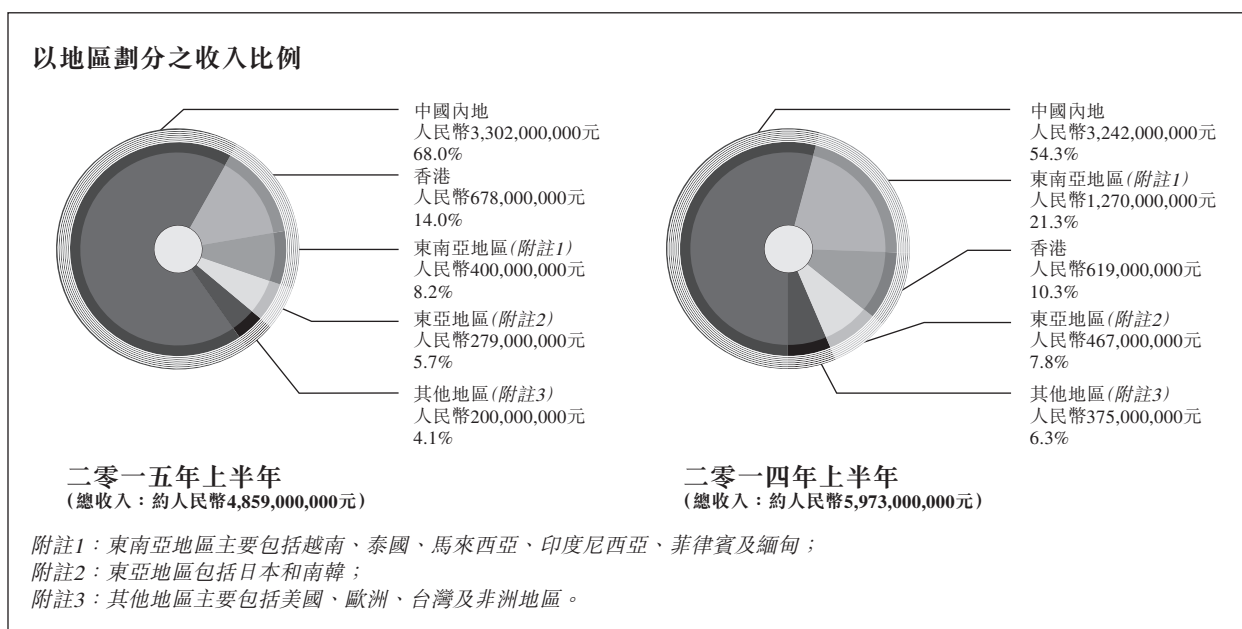 以地區劃分之收入比例
中國內地
人民幣3,302,000,000元
68.0%
香港
人民幣678,000,000元
14.0%
東南亞地區(附註1)
人民幣400,000,000元
8.2%
東亞地區(附註2)
人民幣279,000,000元
5.7%
其他地區(附註3)
人民幣200,000,000元
4.1%
二零一五年上半年
(總收入：約人民幣4,859,000,000元)
中國內地
人民幣3,242,000,000元
54.3%
東南亞地區(附註1)
人民幣1,270,000,000元
21.3%
香港
人民幣619,000,000元
10.3%
東亞地區(附註2)
人民幣467,000,000元
7.8%
其他地區(附註3)
人民幣375,000,000元
6.3%
二零一四年上半年
(總收入：約人民幣5,973,000,000元)
附註1：東南亞地區主要包括越南、泰國、馬來西亞、印度尼西亞、菲律賓及緬甸；
附註2：東亞地區包括日本和南韓；
附註3：其他地區主要包括美國、歐洲、台灣及非洲地區。